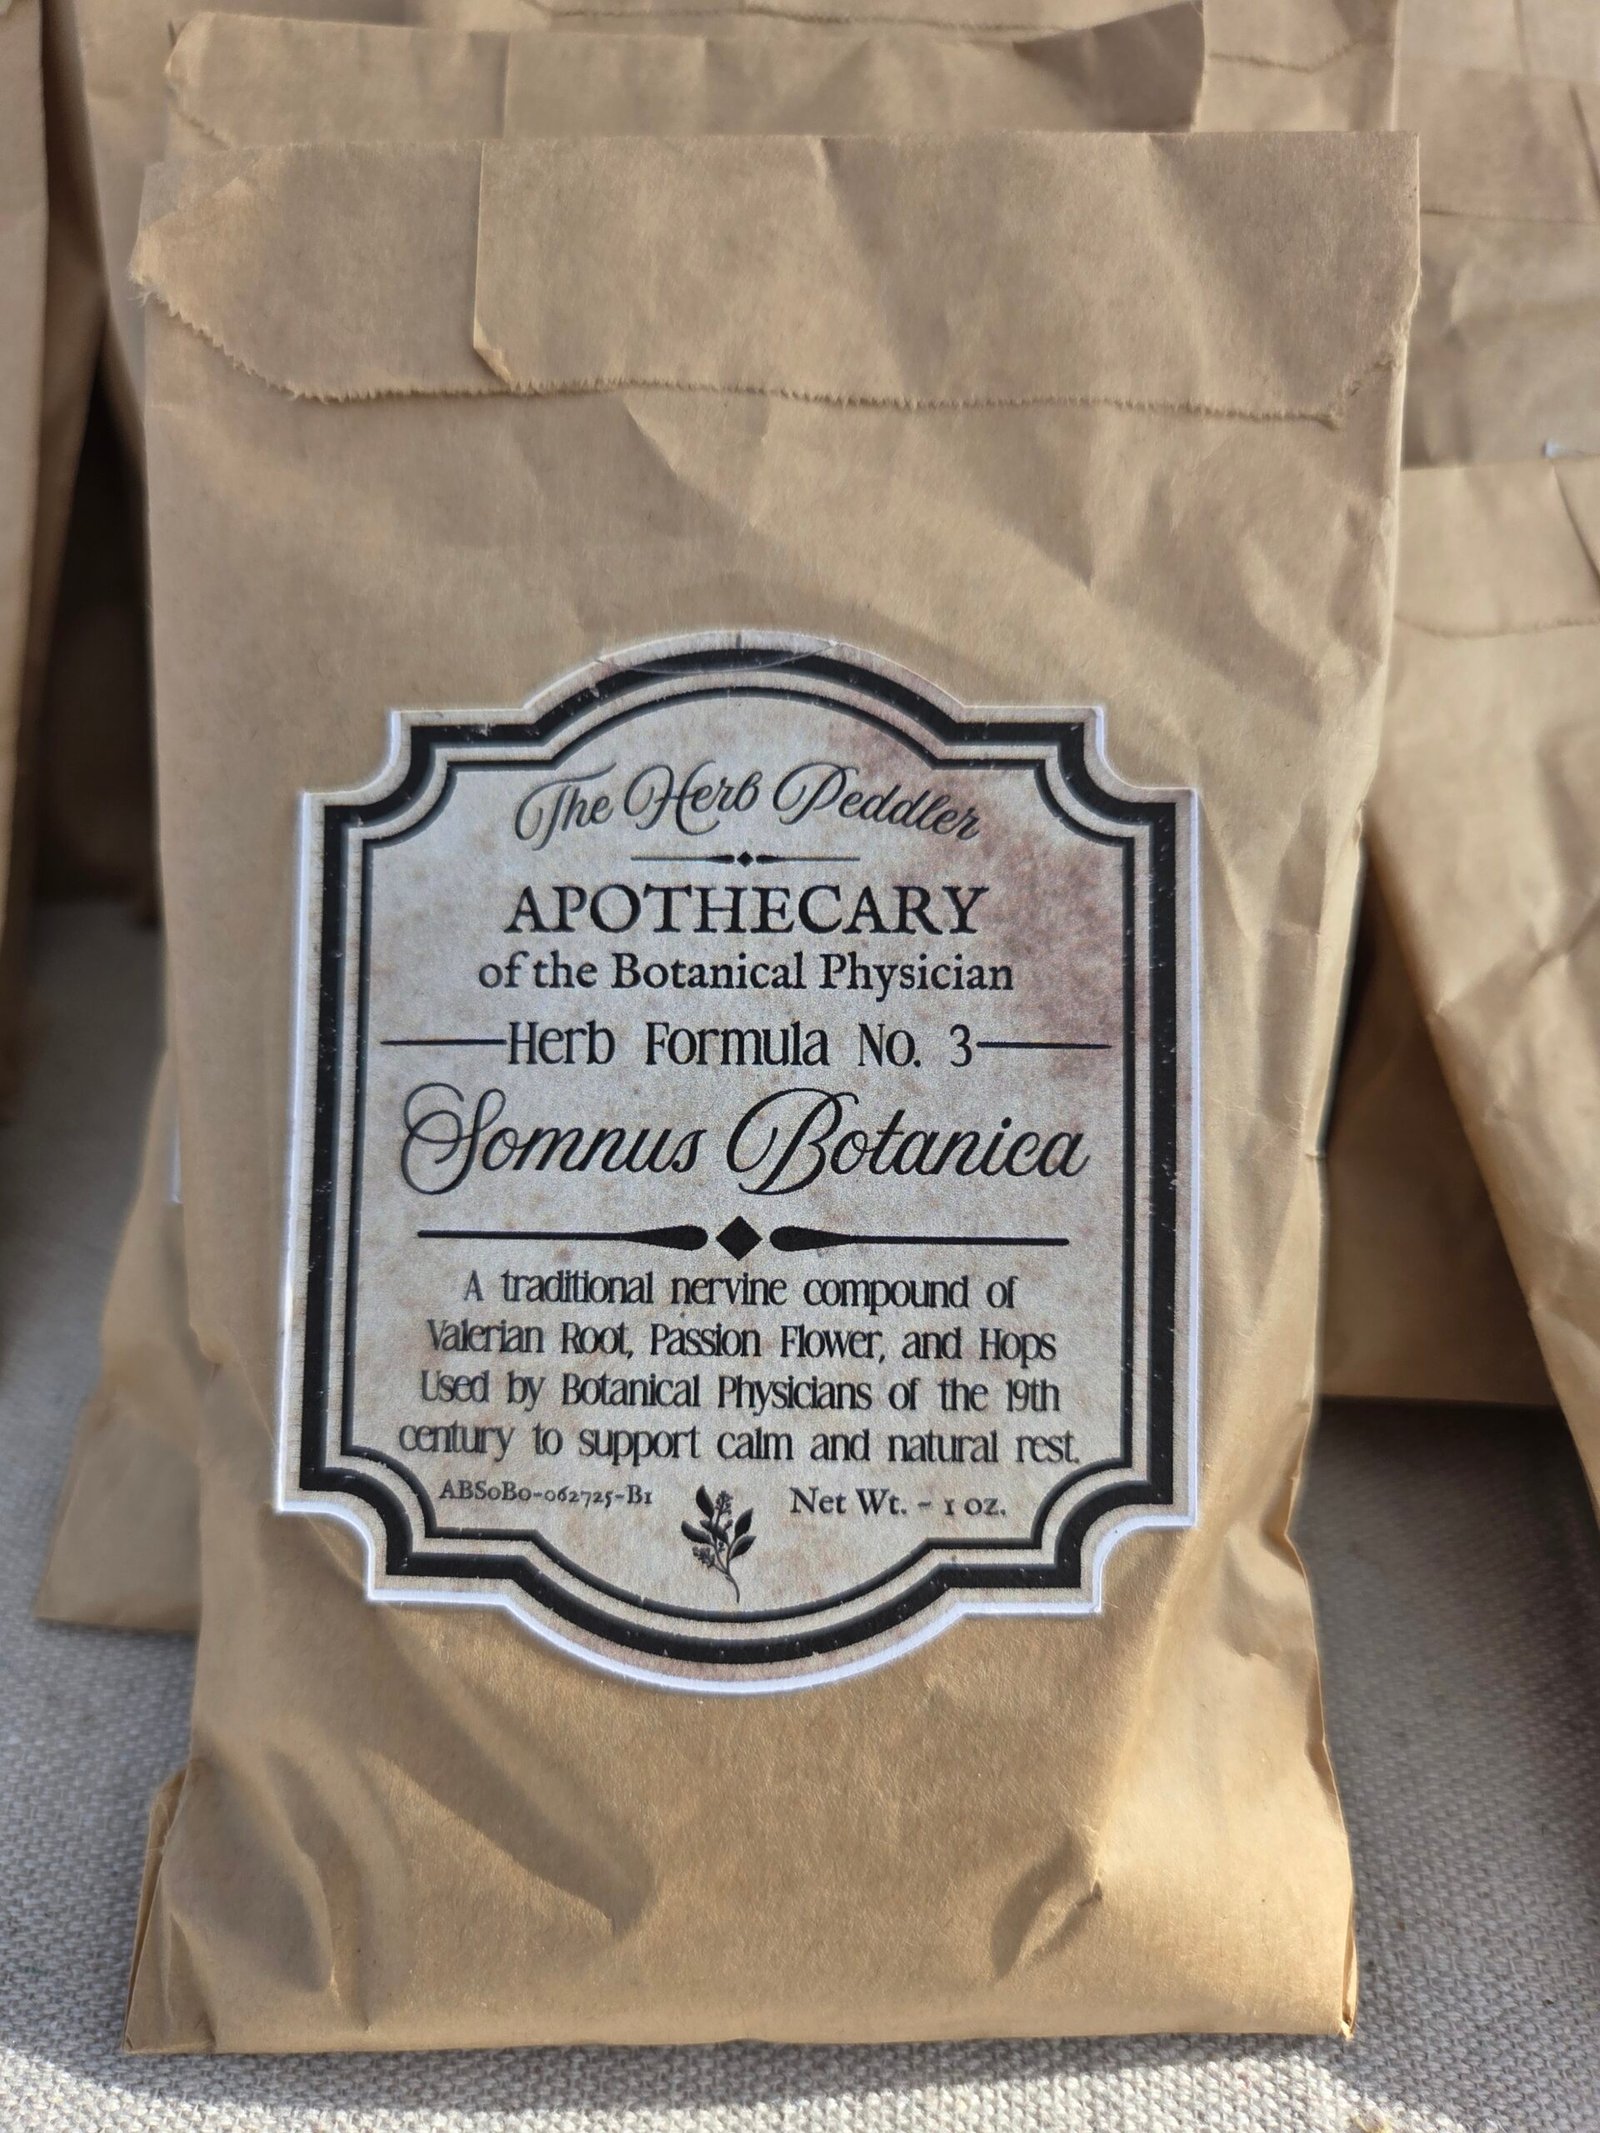 The Herb Peddler
APOTHECARY
of the Botanical Physician
Herb Formula No. 3
Somnus Botanica
A traditional nervine compound of
Valerian Root, Passion Flower, and Hops
Used by Botanical Physicians of the 19th
century to support calm and natural rest.
ABSoBo-062725-B1 Net Wt. - 1 oz.